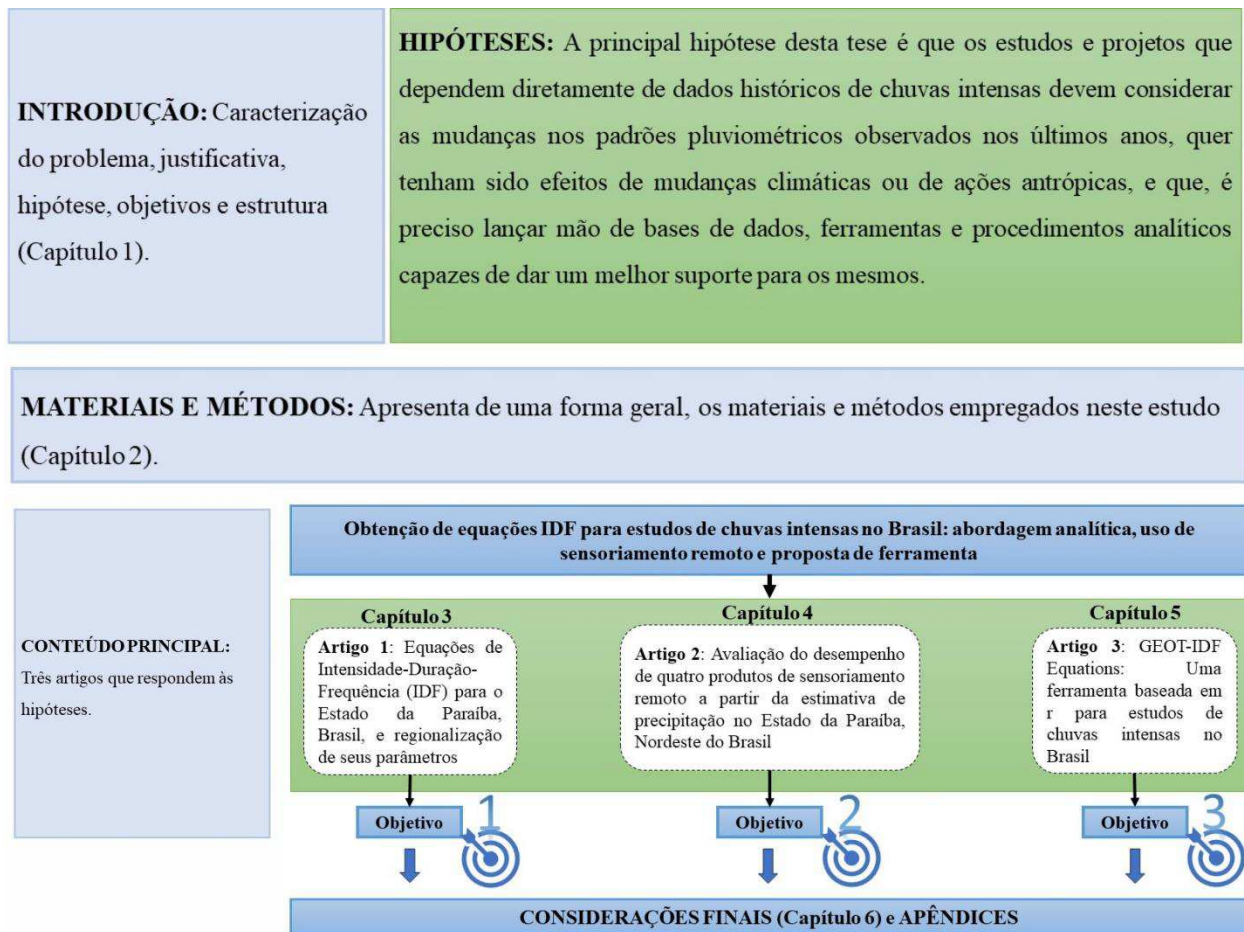 INTRODUÇÃO: Caracterização
do problema, justificativa,
hipótese, objetivos e estrutura
(Capítulo 1).
HIPÓTESES: A principal hipótese desta tese é que os estudos e projetos que
dependem diretamente de dados históricos de chuvas intensas devem considerar
as mudanças nos padrões pluviométricos observados nos últimos anos, quer
tenham sido efeitos de mudanças climáticas ou de ações antrópicas, e que, é
preciso lançar mão de bases de dados, ferramentas e procedimentos analíticos
capazes de dar um melhor suporte para os mesmos.
MATERIAIS E MÉTODOS: Apresenta de uma forma geral, os materiais e métodos empregados neste estudo
(Capítulo 2).
CONTEÚDO PRINCIPAL:
Três artigos que respondem às
hipóteses.
Obtenção de equações IDF para estudos de chuvas intensas no Brasil: abordagem analítica, uso de
sensoriamento remoto e proposta de ferramenta
Capítulo 3
Artigo 1: Equações de
Intensidade-Duração-
Frequência (IDF) para o
Estado da Paraíba,
Brasil, e regionalização
de seus parâmetros
Objetivo 1
Capítulo 4
Artigo 2: Avaliação do desempenho
de quatro produtos de sensoriamento
remoto a partir da estimativa de
precipitação no Estado da Paraíba,
Nordeste do Brasil
Objetivo 2
Capítulo 5
Artigo 3: GEOT-IDF
Equations: Uma
ferramenta baseada em
r para estudos de
chuvas intensas no
Brasil
Objetivo 3
CONSIDERAÇÕES FINAIS (Capítulo 6) e APÊNDICES